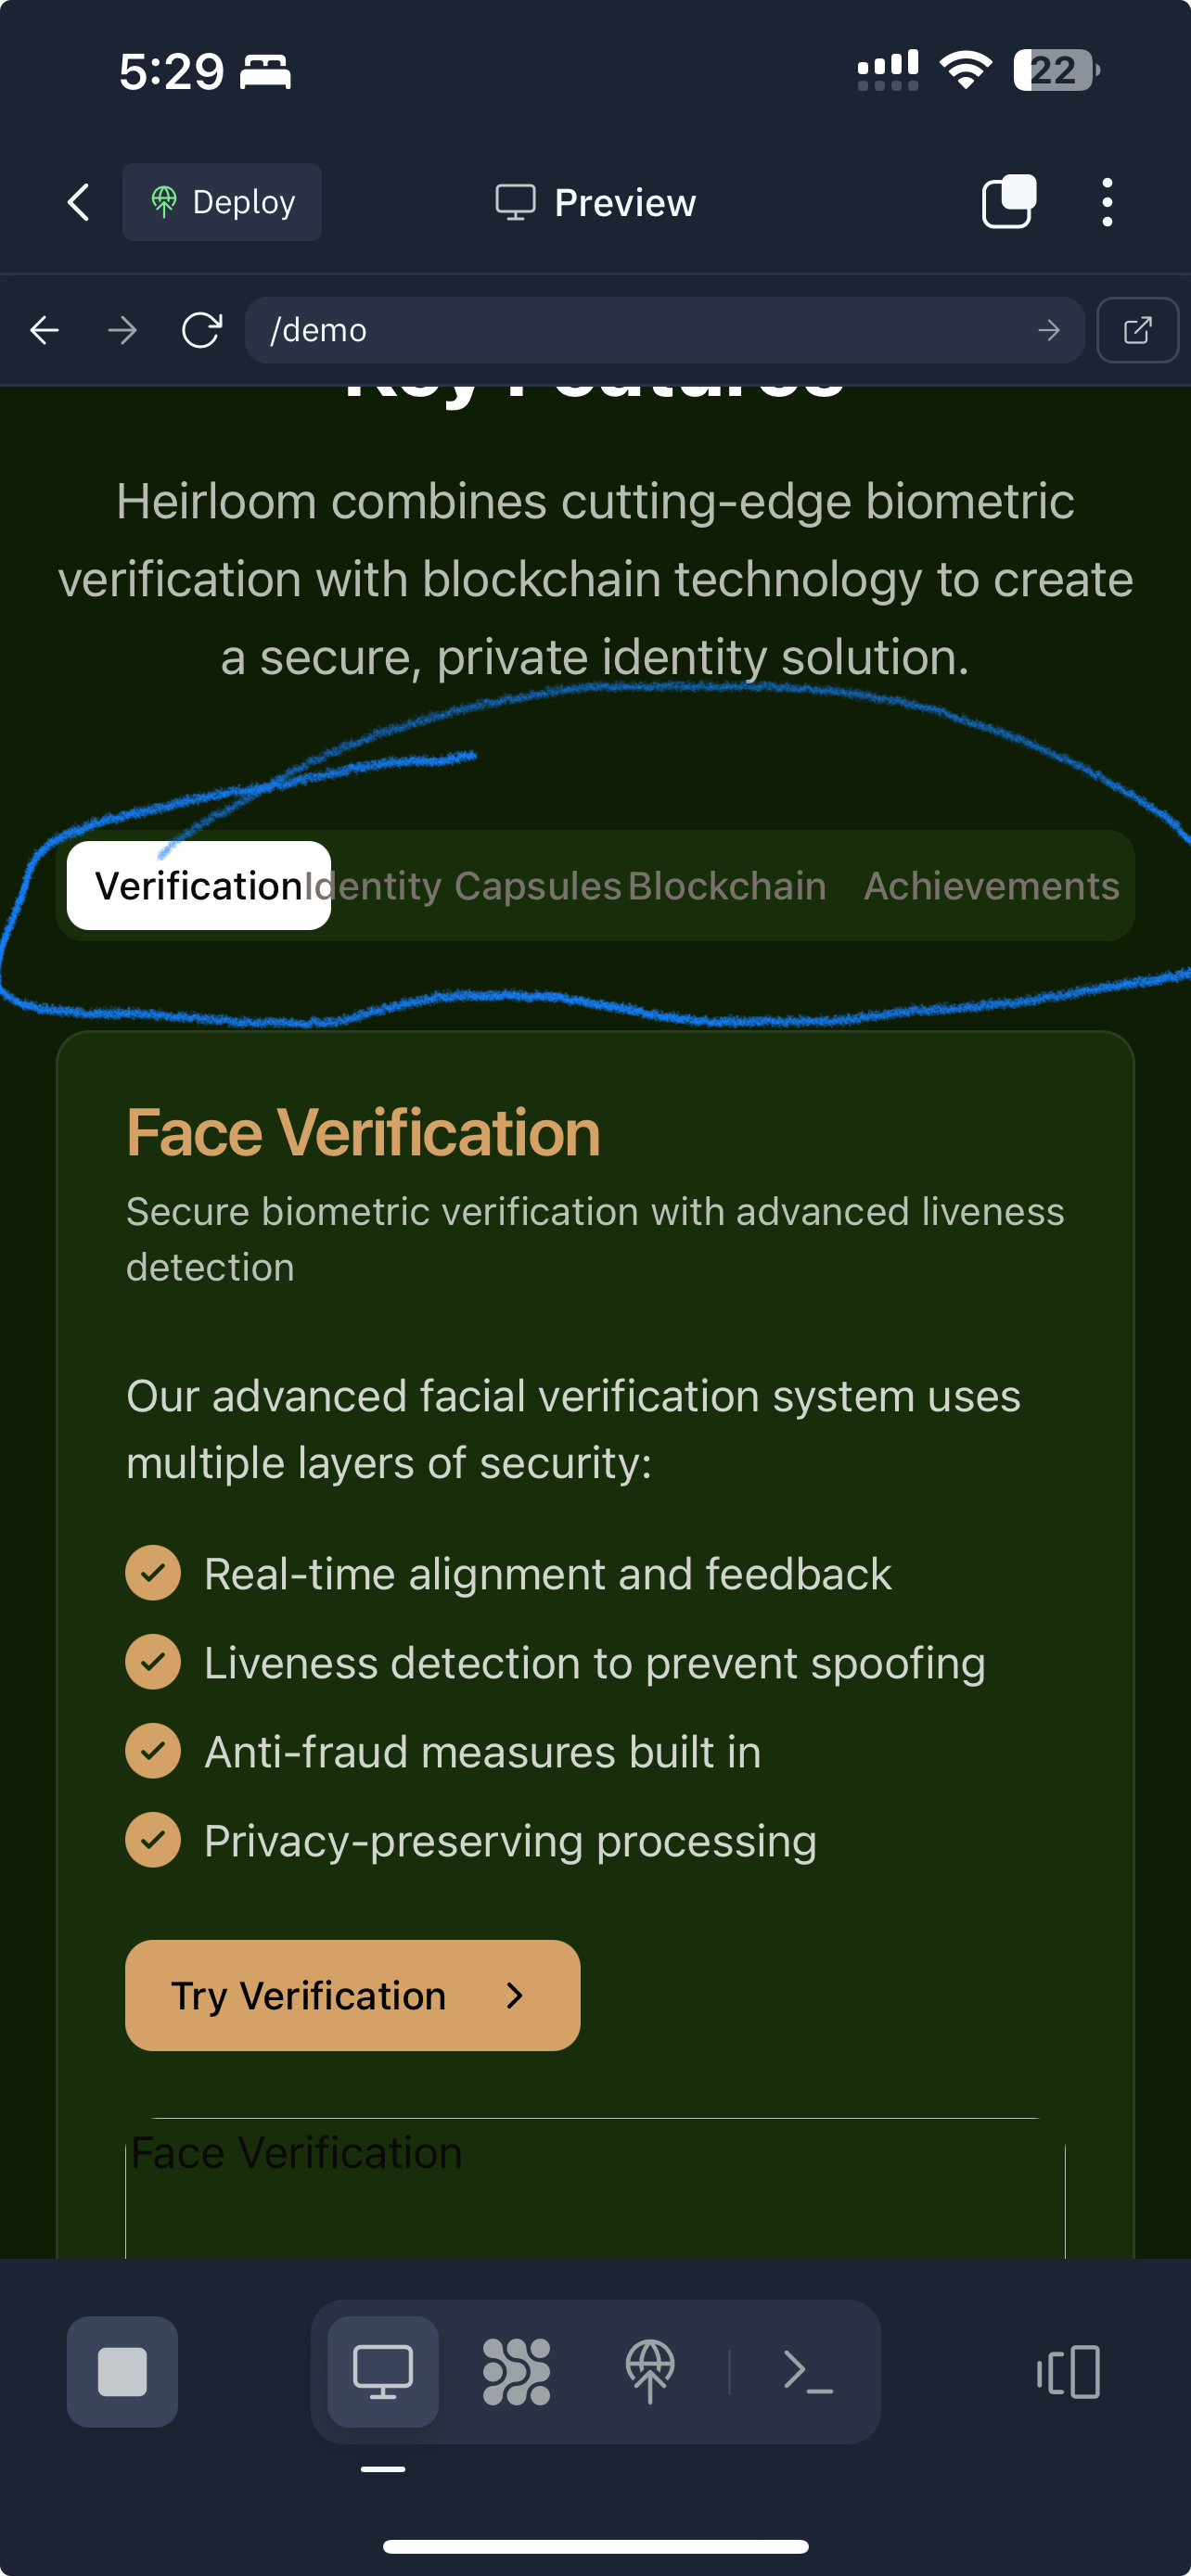 5:29
22
Deploy
Preview
/demo
Key Features
Heirloom combines cutting-edge biometric
verification with blockchain technology to create
a secure, private identity solution.
Verification Identity Capsules Blockchain Achievements
Face Verification
Secure biometric verification with advanced liveness
detection
Our advanced facial verification system uses
multiple layers of security:
Real-time alignment and feedback
Liveness detection to prevent spoofing
Anti-fraud measures built in
Privacy-preserving processing
Try Verification
Face Verification